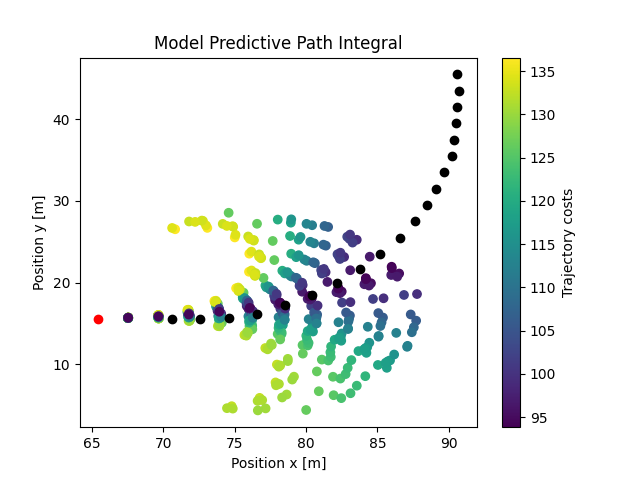 Model Predictive Path Integral
Position y [m]
40
30
20
10
65 70 75 80 85 90
Position x [m]
135
130
125
120
115
110
105
100
95
Trajectory costs